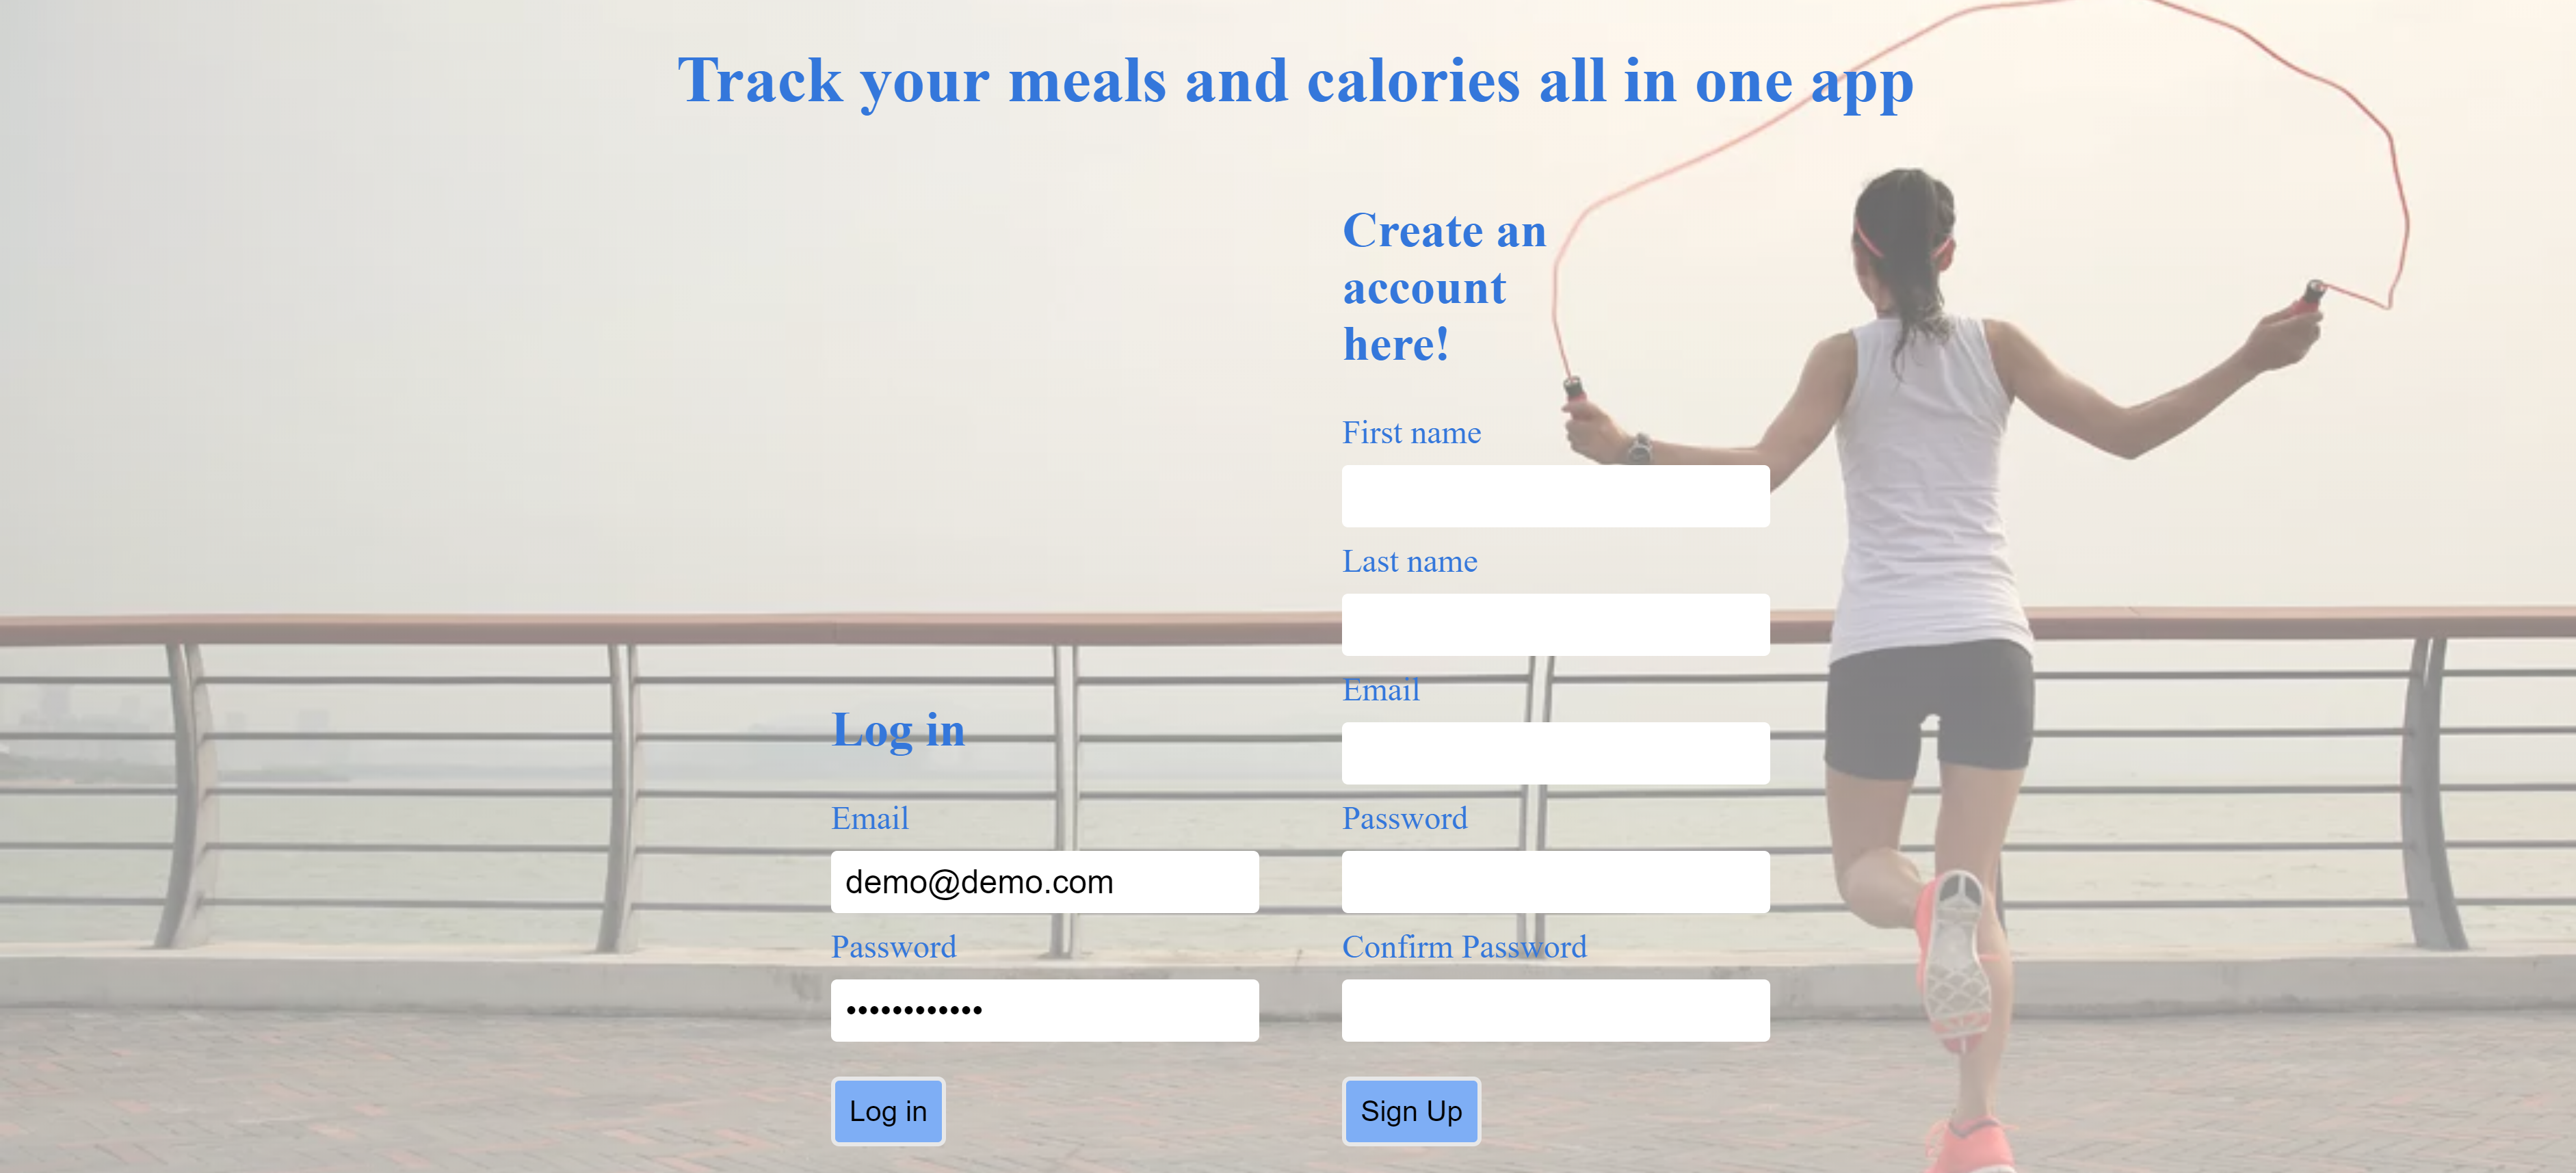 Track your meals and calories all in one app
Log in
Email
demo@demo.com
Password
••••••••••••
Log in
Create an
account
here!
First name
Last name
Email
Password
Confirm Password
Sign Up